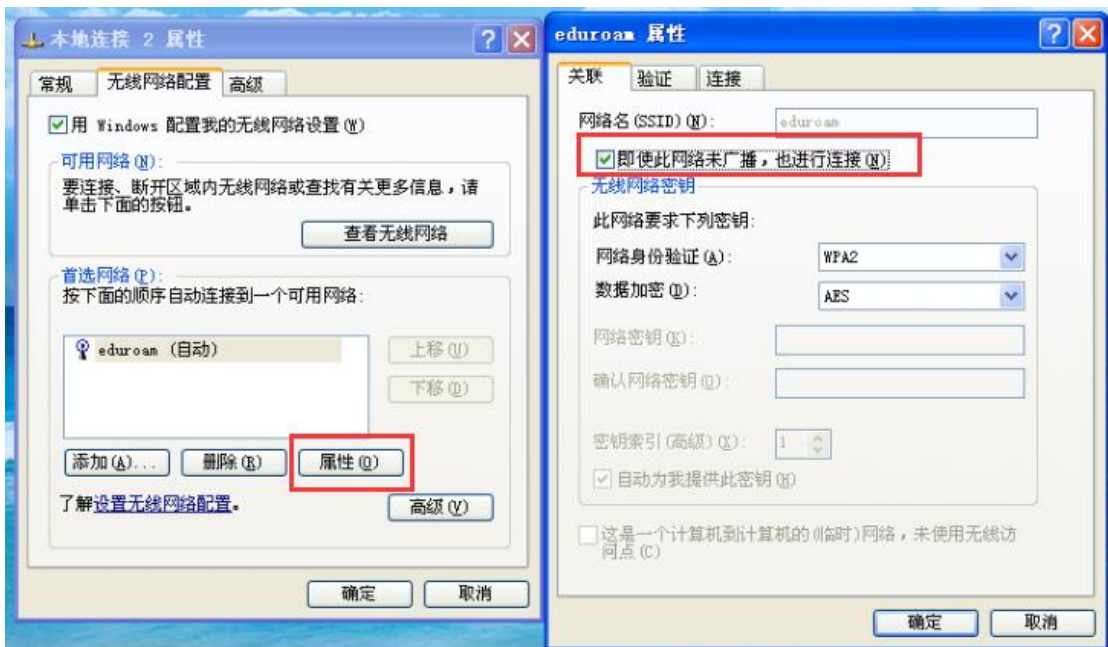 本地连接 2 属性
常规 无线网络配置 高级
用 Windows 配置我的无线网络设置(W)
可用网络(N):
要连接、断开区域内无线网络或查找有关更多信息，请
单击下面的按钮。
查看无线网络
首选网络(P):
按下面的顺序自动连接到一个可用网络:
eduroam (自动)
上移(U)
下移(D)
添加(A)... 删除(R) 属性(O)
了解设置无线网络配置。
高级(V)
确定 取消
eduroam 属性
关联 验证 连接
网络名(SSID)(N): eduroam
即使此网络未广播，也进行连接(N)
无线网络密钥
此网络要求下列密钥:
网络身份验证(A): WPA2
数据加密(D): AES
网络密钥(K):
确认网络密钥(O):
密钥索引(高级)(X): 1
自动为我提供此密钥(H)
这是一个计算机到计算机的(临时)网络，未使用无线访
问点(C)
确定 取消